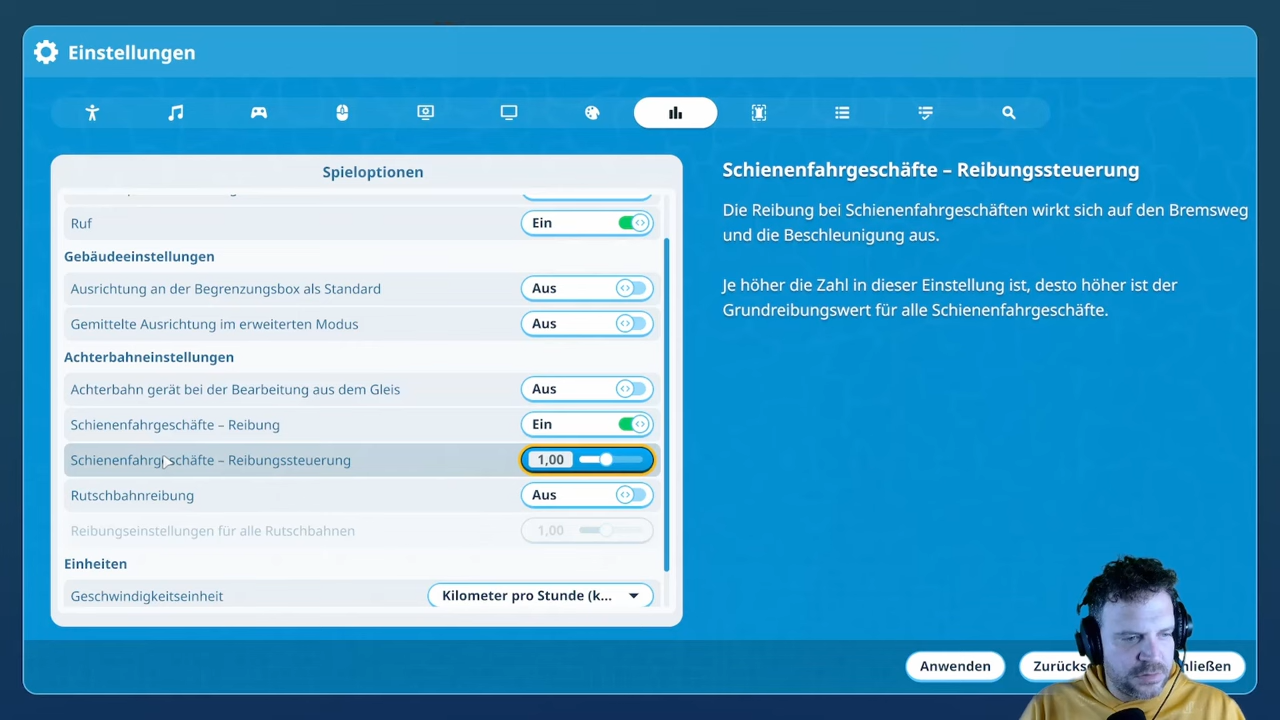 Einstellungen
Spieloptionen
Ruf
Ein
Gebäudeeinstellungen
Ausrichtung an der Begrenzungsbox als Standard
Aus
Gemittelte Ausrichtung im erweiterten Modus
Aus
Achterbahneinstellungen
Achterbahn gerät bei der Bearbeitung aus dem Gleis
Aus
Schienenfahrgeschäfte – Reibung
Ein
Schienenfahrgeschäfte – Reibungssteuerung
1,00
Rutschbahnreibung
Aus
Reibungseinstellungen für alle Rutschbahnen
1,00
Einheiten
Geschwindigkeitseinheit
Kilometer pro Stunde (k...
Schienenfahrgeschäfte – Reibungssteuerung
Die Reibung bei Schienenfahrgeschäften wirkt sich auf den Bremsweg
und die Beschleunigung aus.
Je höher die Zahl in dieser Einstellung ist, desto höher ist der
Grundreibungswert für alle Schienenfahrgeschäfte.
Anwenden